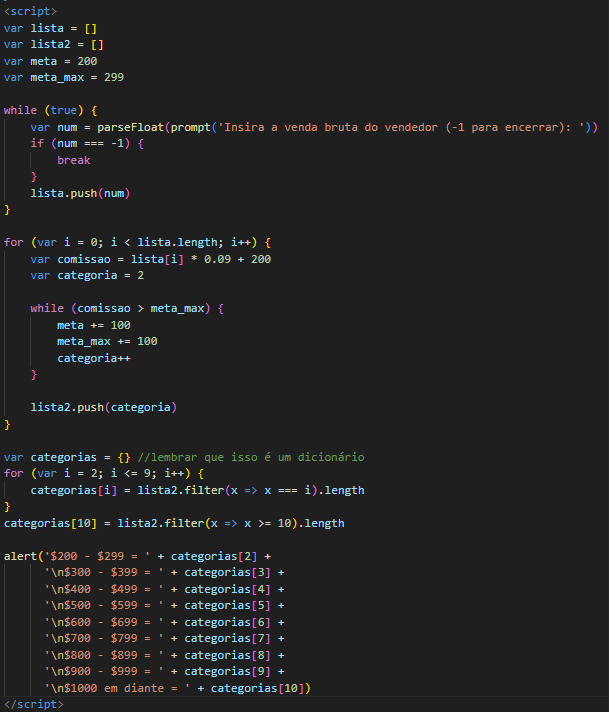 <script>
var lista = []
var lista2 = []
var meta = 200
var meta_max = 299
while (true) {
var num = parseFloat(prompt('Insira a venda bruta do vendedor (-1 para encerrar): '))
if (num === -1) {
break
}
lista.push(num)
}
for (var i = 0; i < lista.length; i++) {
var comissao = lista[i] * 0.09 + 200
var categoria = 2
while (comissao > meta_max) {
meta += 100
meta_max += 100
categoria++
}
lista2.push(categoria)
}
var categorias = {} //lembrar que isso é um dicionário
for (var i = 2; i <= 9; i++) {
categorias[i] = lista2.filter(x => x === i).length
}
categorias[10] = lista2.filter(x => x >= 10).length
alert('$200 - $299 = ' + categorias[2] +
'\n$300 - $399 = ' + categorias[3] +
'\n$400 - $499 = ' + categorias[4] +
'\n$500 - $599 = ' + categorias[5] +
'\n$600 - $699 = ' + categorias[6] +
'\n$700 - $799 = ' + categorias[7] +
'\n$800 - $899 = ' + categorias[8] +
'\n$900 - $999 = ' + categorias[9] +
'\n$1000 em diante = ' + categorias[10])
</script>